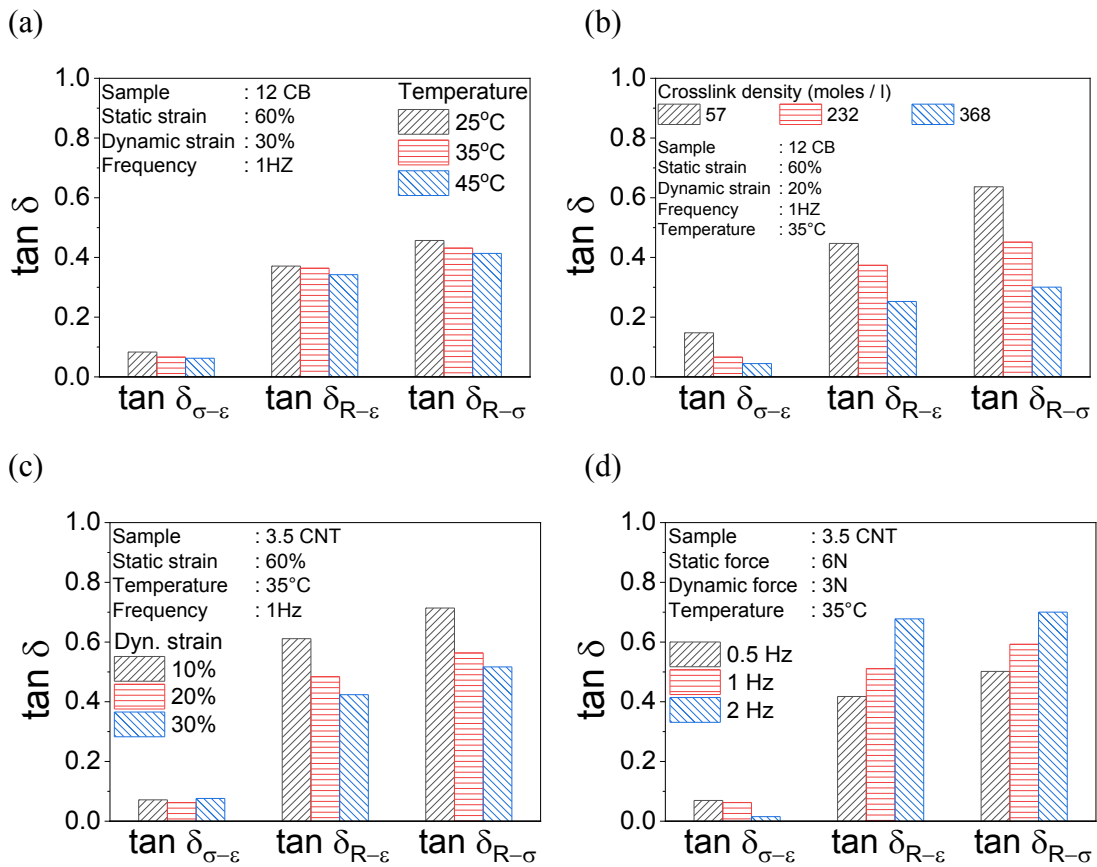 (a)
1.0
0.8
0.6
0.4
0.2
0.0
tan δ
Sample : 12 CB
Static strain : 60%
Dynamic strain : 30%
Frequency : 1HZ
Temperature
25°C
35°C
45°C
tan δσ−ε
tan δR−ε
tan δR−σ
(b)
1.0
0.8
0.6
0.4
0.2
0.0
tan δ
Crosslink density (moles / l)
57 232 368
Sample : 12 CB
Static strain : 60%
Dynamic strain : 20%
Frequency : 1HZ
Temperature : 35°C
tan δσ−ε
tan δR−ε
tan δR−σ
(c)
1.0
0.8
0.6
0.4
0.2
0.0
tan δ
Sample : 3.5 CNT
Static strain : 60%
Temperature : 35°C
Frequency : 1Hz
Dyn. strain
10%
20%
30%
tan δσ−ε
tan δR−ε
tan δR−σ
(d)
1.0
0.8
0.6
0.4
0.2
0.0
tan δ
Sample : 3.5 CNT
Static force : 6N
Dynamic force : 3N
Temperature : 35°C
0.5 Hz
1 Hz
2 Hz
tan δσ−ε
tan δR−ε
tan δR−σ